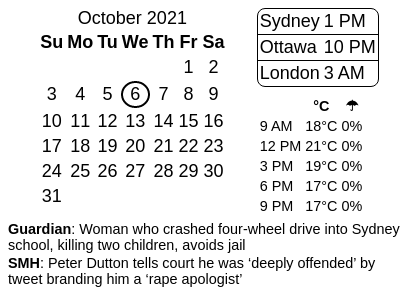 October 2021
Su Mo Tu We Th Fr Sa
1 2
3 4 5 6 7 8 9
10 11 12 13 14 15 16
17 18 19 20 21 22 23
24 25 26 27 28 29 30
31
Sydney 1 PM
Ottawa 10 PM
London 3 AM
°C ☂
9 AM 18°C 0%
12 PM 21°C 0%
3 PM 19°C 0%
6 PM 17°C 0%
9 PM 17°C 0%
Guardian: Woman who crashed four-wheel drive into Sydney
school, killing two children, avoids jail
SMH: Peter Dutton tells court he was ‘deeply offended’ by
tweet branding him a ‘rape apologist’